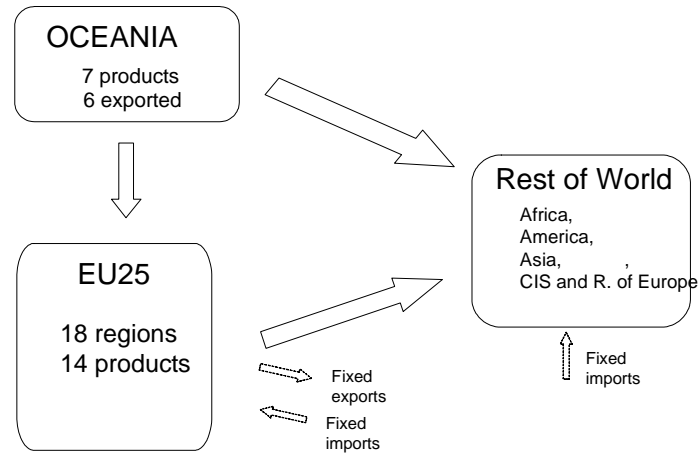 OCEANIA
7 products
6 exported
Rest of World
Africa,
America,
Asia, ,
CIS and R. of Europe
EU25
18 regions
14 products
Fixed
exports
Fixed
imports
Fixed
imports